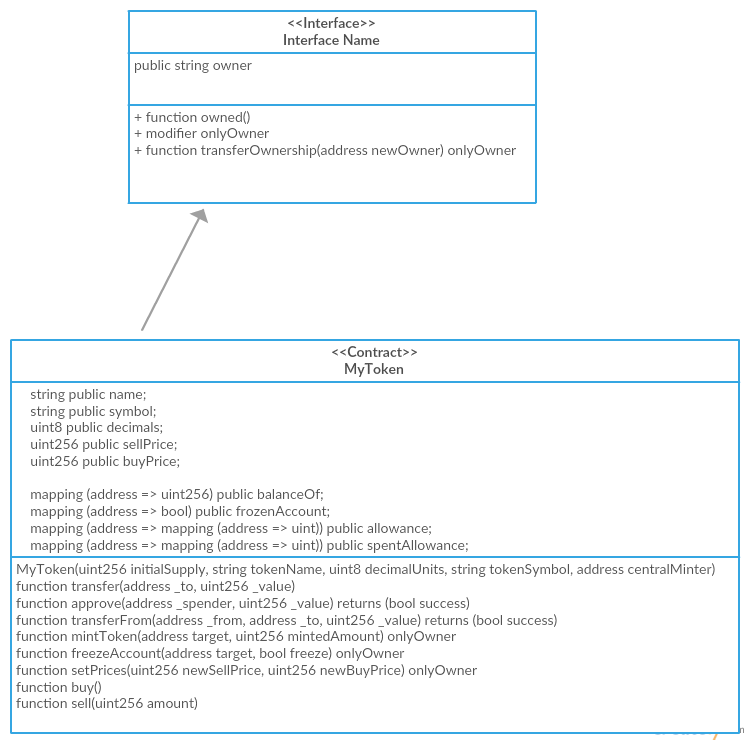 <<Interface>>
Interface Name
public string owner
+ function owned()
+ modifier onlyOwner
+ function transferOwnership(address newOwner) onlyOwner
<<Contract>>
MyToken
string public name;
string public symbol;
uint8 public decimals;
uint256 public sellPrice;
uint256 public buyPrice;
mapping (address => uint256) public balanceOf;
mapping (address => bool) public frozenAccount;
mapping (address => mapping (address => uint)) public allowance;
mapping (address => mapping (address => uint)) public spentAllowance;
MyToken(uint256 initialSupply, string tokenName, uint8 decimalUnits, string tokenSymbol, address centralMinter)
function transfer(address _to, uint256 _value)
function approve(address _spender, uint256 _value) returns (bool success)
function transferFrom(address _from, address _to, uint256 _value) returns (bool success)
function mintToken(address target, uint256 mintedAmount) onlyOwner
function freezeAccount(address target, bool freeze) onlyOwner
function setPrices(uint256 newSellPrice, uint256 newBuyPrice) onlyOwner
function buy()
function sell(uint256 amount)